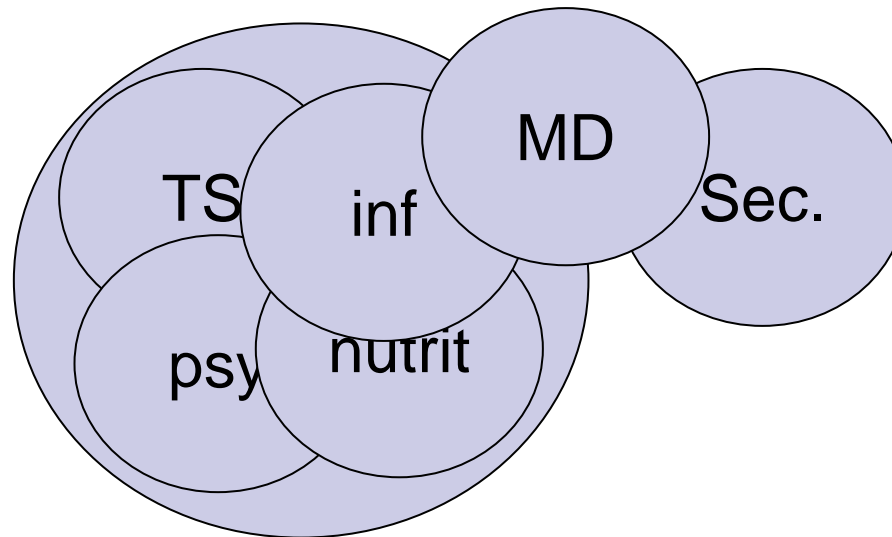 MD
TS
inf
Sec.
psy
nutrit